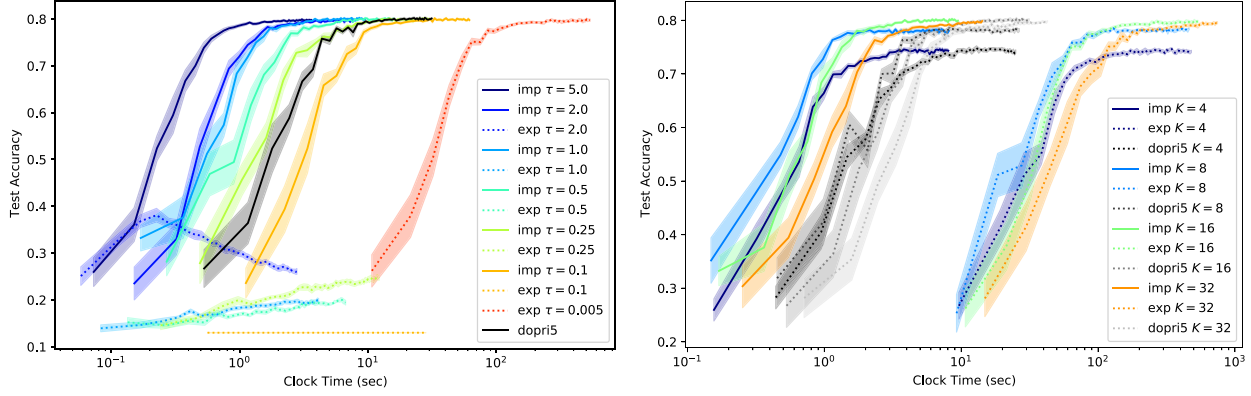 0.8
0.7
0.6
0.5
0.4
0.3
0.2
0.1
Test Accuracy
10⁻¹
10⁰
10¹
10²
Clock Time (sec)
imp τ = 5.0
imp τ = 2.0
exp τ = 2.0
imp τ = 1.0
exp τ = 1.0
imp τ = 0.5
exp τ = 0.5
imp τ = 0.25
exp τ = 0.25
imp τ = 0.1
exp τ = 0.1
exp τ = 0.005
dopri5
0.8
0.7
0.6
0.5
0.4
0.3
0.2
Test Accuracy
10⁻¹
10⁰
10¹
10²
10³
Clock Time (sec)
imp K = 4
exp K = 4
dopri5 K = 4
imp K = 8
exp K = 8
dopri5 K = 8
imp K = 16
exp K = 16
dopri5 K = 16
imp K = 32
exp K = 32
dopri5 K = 32